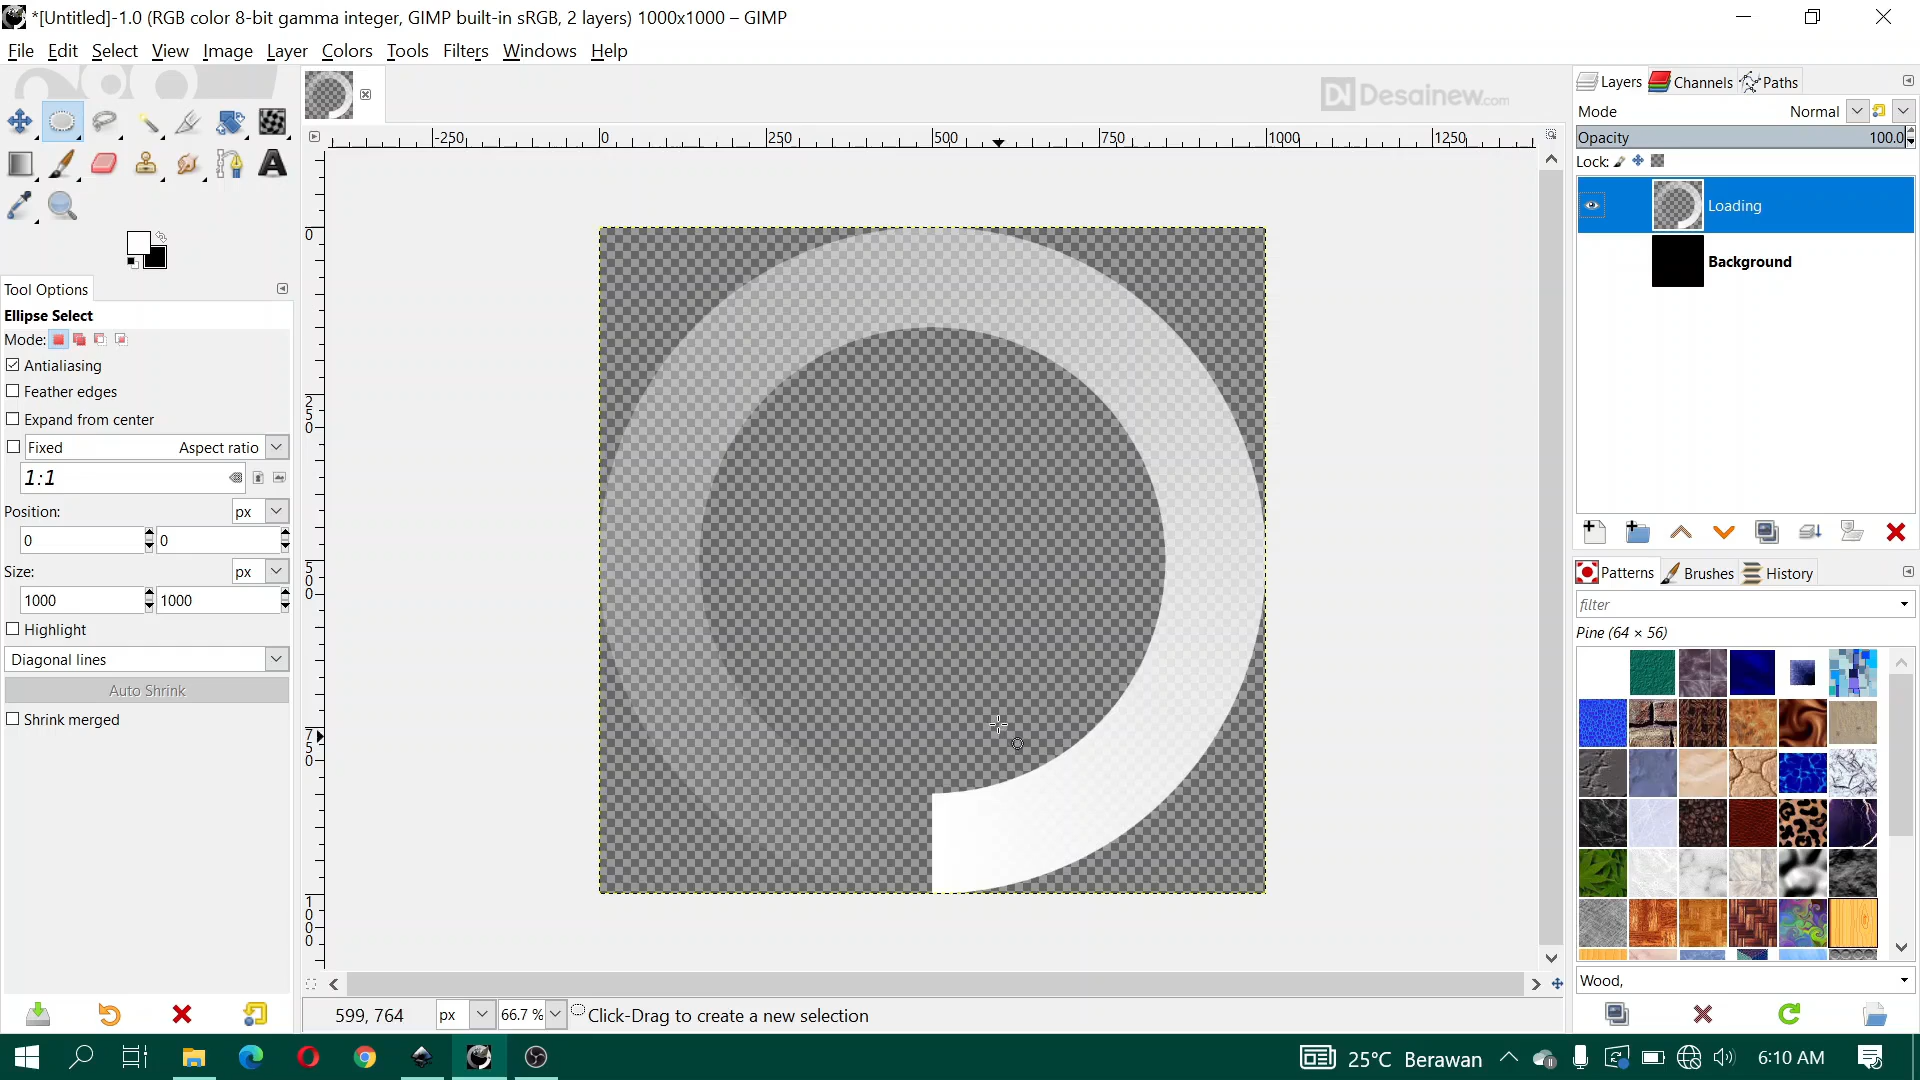 *[Untitled]-1.0 (RGB color 8-bit gamma integer, GIMP built-in sRGB, 2 layers) 1000x1000 – GIMP
File Edit Select View Image Layer Colors Tools Filters Windows Help
Desainew.com
Layers Channels Paths
Mode Normal
Opacity 100.0
Lock:
-250 0 250 500 750 1000 1250
0
250
500
750
1000
Loading
Background
Tool Options
Ellipse Select
Mode:
Antialiasing
Feather edges
Expand from center
Fixed Aspect ratio
1:1
Position: px
0 0
Size: px
1000 1000
Highlight
Diagonal lines
Auto Shrink
Shrink merged
Patterns Brushes History
filter
Pine (64 × 56)
Wood,
599, 764 px 66.7 % Click-Drag to create a new selection
25°C Berawan 6:10 AM